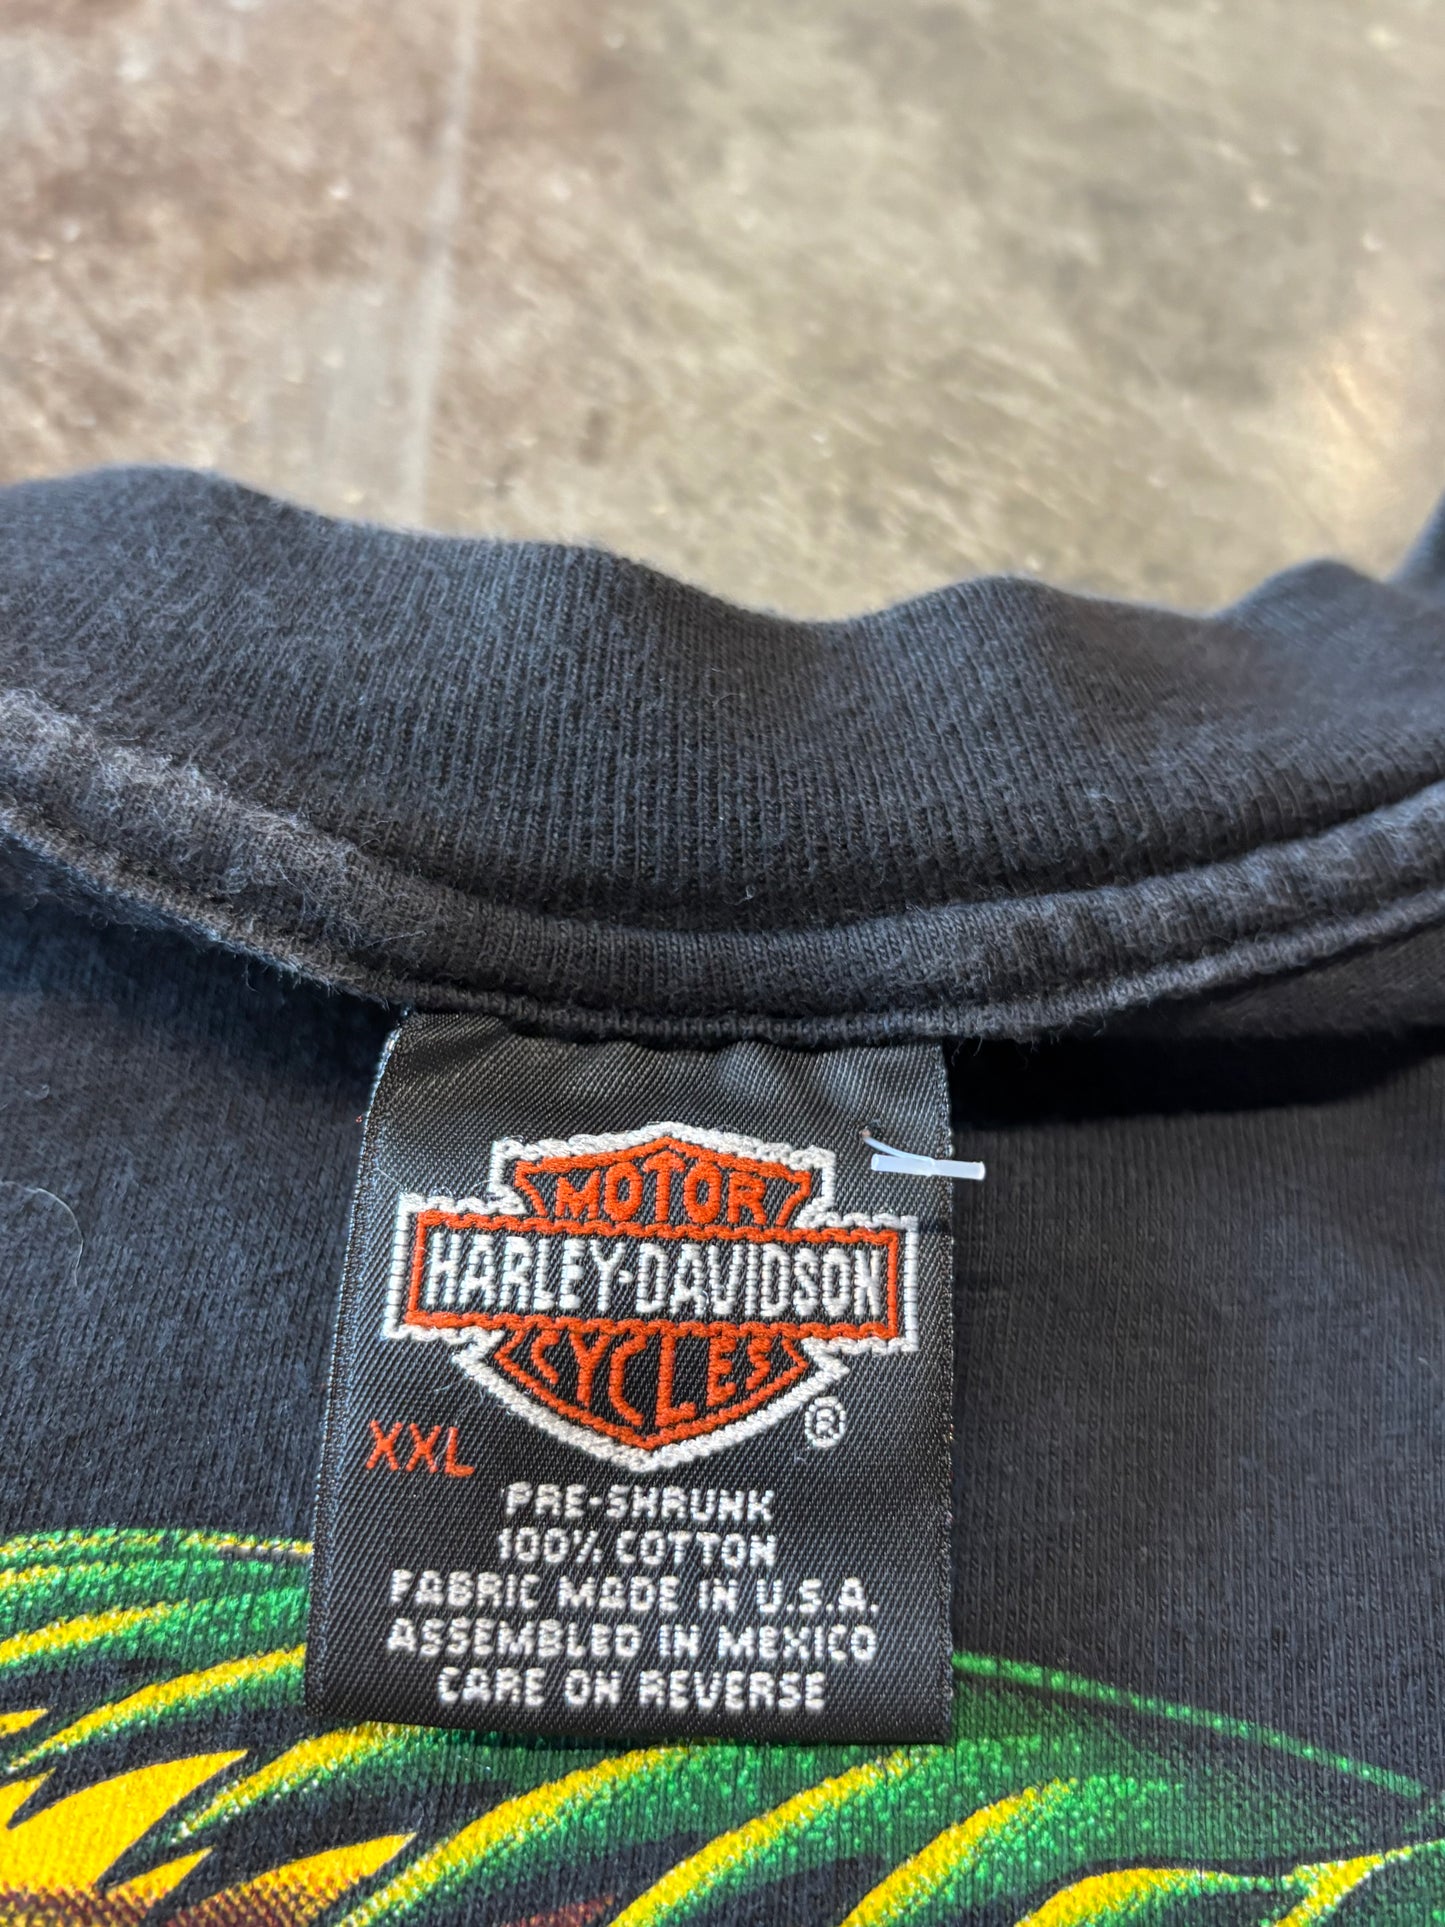 MOTOR
HARLEY-DAVIDSON
CYCLES
®
XXL
PRE-SHRUNK
100% COTTON
FABRIC MADE IN U.S.A.
ASSEMBLED IN MEXICO
CARE ON REVERSE